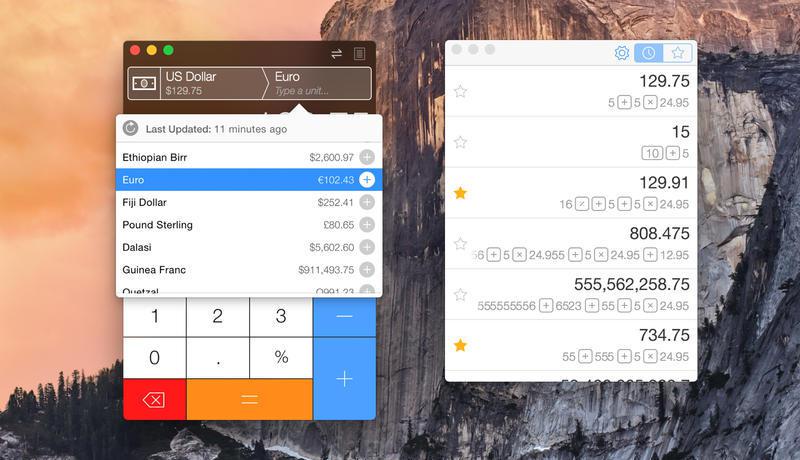 US Dollar
$129.75
Euro
Type a unit...
Last Updated: 11 minutes ago
Ethiopian Birr $2,600.97
Euro €102.43
Fiji Dollar $252.41
Pound Sterling £80.65
Dalasi $5,602.60
Guinea Franc $911,493.75
Quetzal Q991.23
1 2 3 —
0 . %
+
=
129.75
5 + 5 × 24.95
15
10 + 5
129.91
16 + 5 + 5 × 24.95
808.475
56 + 5 × 24.955 + 5 × 24.95 + 12.95
555,562,258.75
555555556 + 6523 + 55 + 5 × 24.95
734.75
55 + 555 + 5 × 24.95